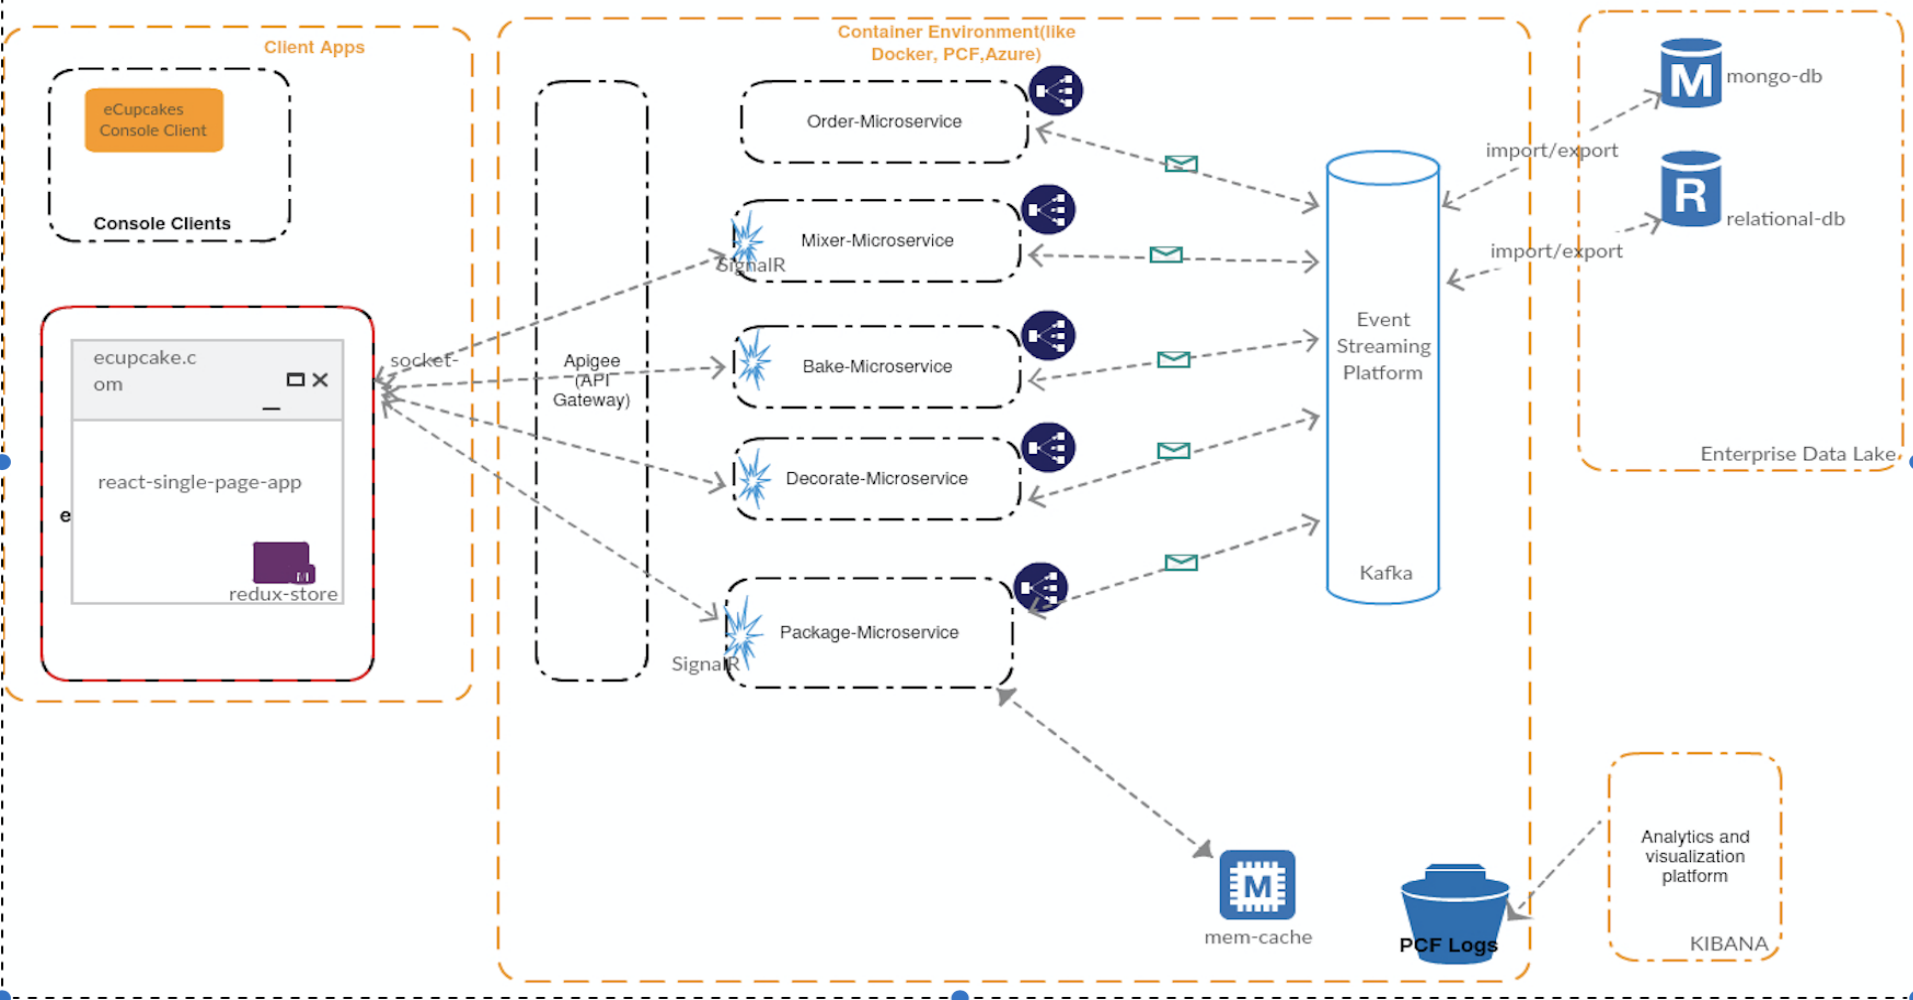 Client Apps
eCupcakes
Console Client
Console Clients
ecupcake.c
om
react-single-page-app
e
redux-store
socket-
Container Environment(like
Docker, PCF,Azure)
Apigee
(API
Gateway)
Order-Microservice
Mixer-Microservice
SignalR
Bake-Microservice
Decorate-Microservice
Package-Microservice
SignalR
Event
Streaming
Platform
Kafka
import/export
import/export
M
mongo-db
R
relational-db
Enterprise Data Lake
M
mem-cache
PCF Logs
Analytics and
visualization
platform
KIBANA